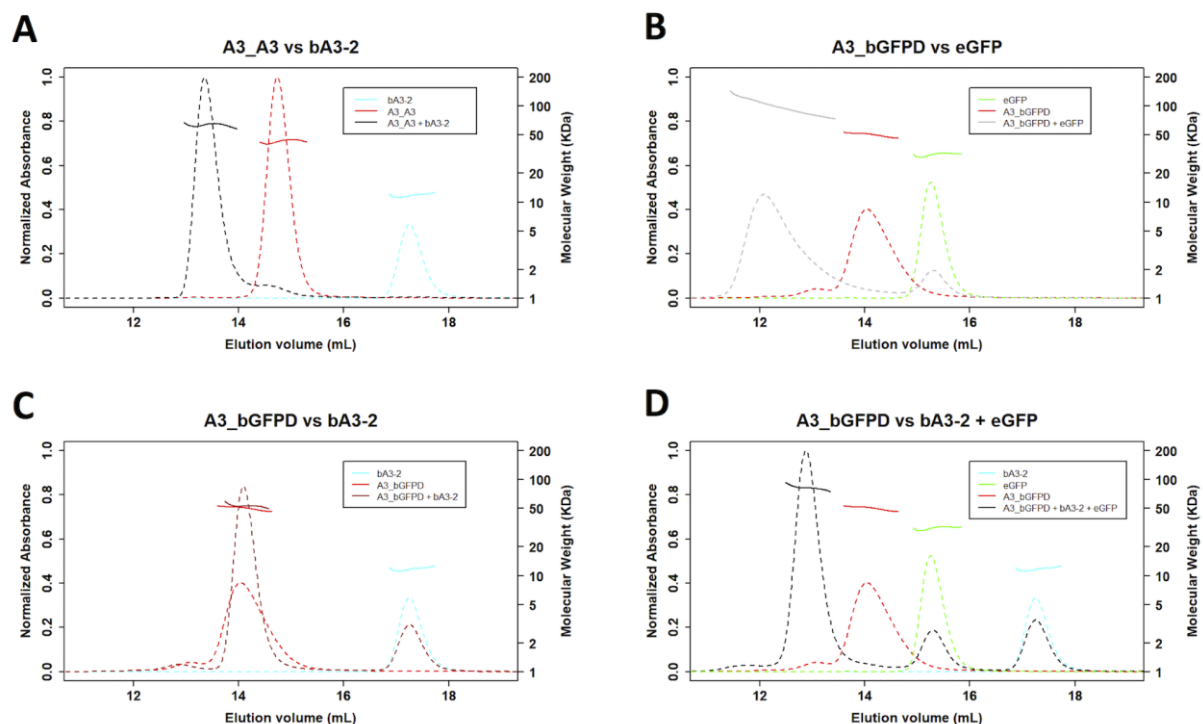 A
A3_A3 vs bA3-2
Normalized Absorbance
0.0 0.2 0.4 0.6 0.8 1.0
bA3-2
A3_A3
A3_A3 + bA3-2
200
100
50
20
10
5
2
1
Molecular Weight (KDa)
12 14 16 18
Elution volume (mL)
B
A3_bGFPD vs eGFP
Normalized Absorbance
0.0 0.2 0.4 0.6 0.8 1.0
eGFP
A3_bGFPD
A3_bGFPD + eGFP
200
100
50
20
10
5
2
1
Molecular Weight (KDa)
12 14 16 18
Elution volume (mL)
C
A3_bGFPD vs bA3-2
Normalized Absorbance
0.0 0.2 0.4 0.6 0.8 1.0
bA3-2
A3_bGFPD
A3_bGFPD + bA3-2
200
100
50
20
10
5
2
1
Molecular Weight (KDa)
12 14 16 18
Elution volume (mL)
D
A3_bGFPD vs bA3-2 + eGFP
Normalized Absorbance
0.0 0.2 0.4 0.6 0.8 1.0
bA3-2
eGFP
A3_bGFPD
A3_bGFPD + bA3-2 + eGFP
200
100
50
20
10
5
2
1
Molecular Weight (KDa)
12 14 16 18
Elution volume (mL)